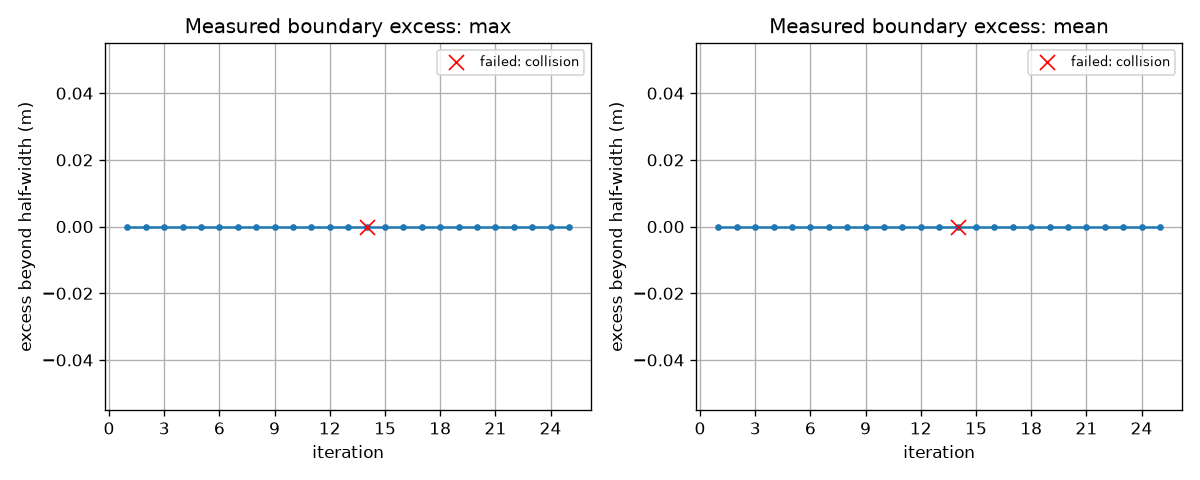 Measured boundary excess: max
failed: collision
excess beyond half-width (m)
0.04
0.02
0.00
−0.02
−0.04
0 3 6 9 12 15 18 21 24
iteration
Measured boundary excess: mean
failed: collision
excess beyond half-width (m)
0.04
0.02
0.00
−0.02
−0.04
0 3 6 9 12 15 18 21 24
iteration